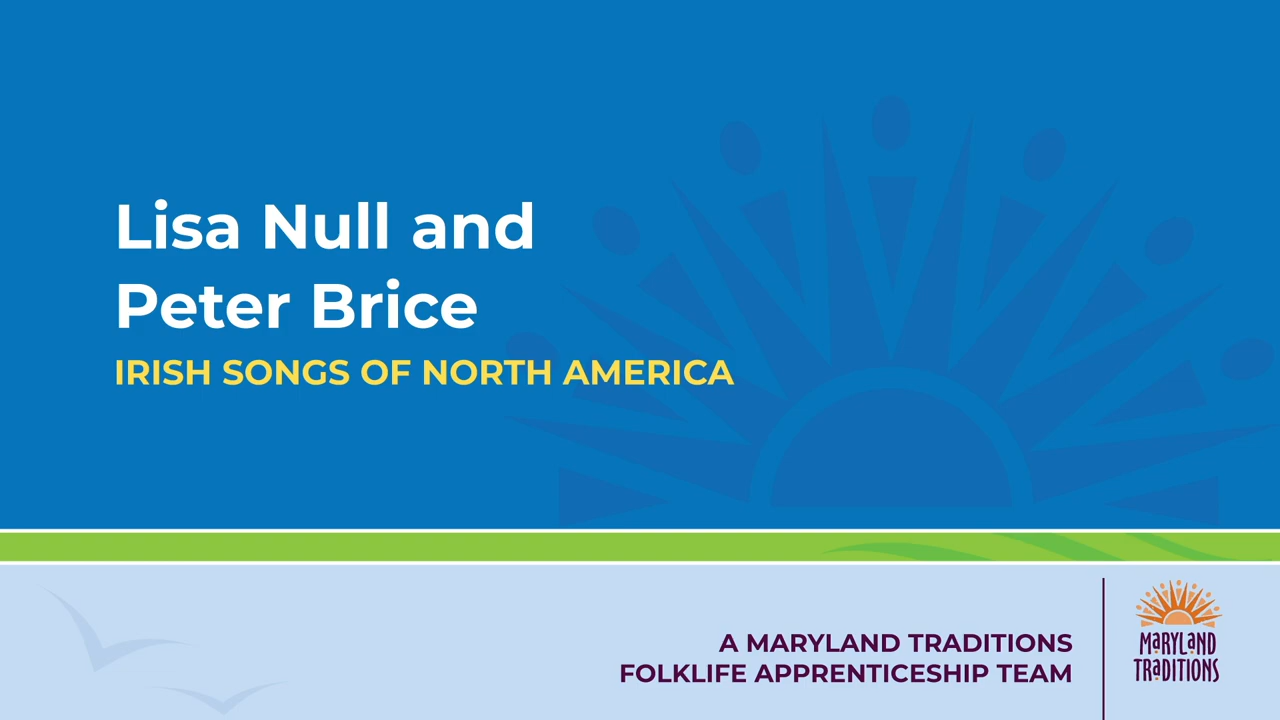 Lisa Null and
Peter Brice
IRISH SONGS OF NORTH AMERICA
A MARYLAND TRADITIONS
FOLKLIFE APPRENTICESHIP TEAM
MARYLAND
TRADITIONS